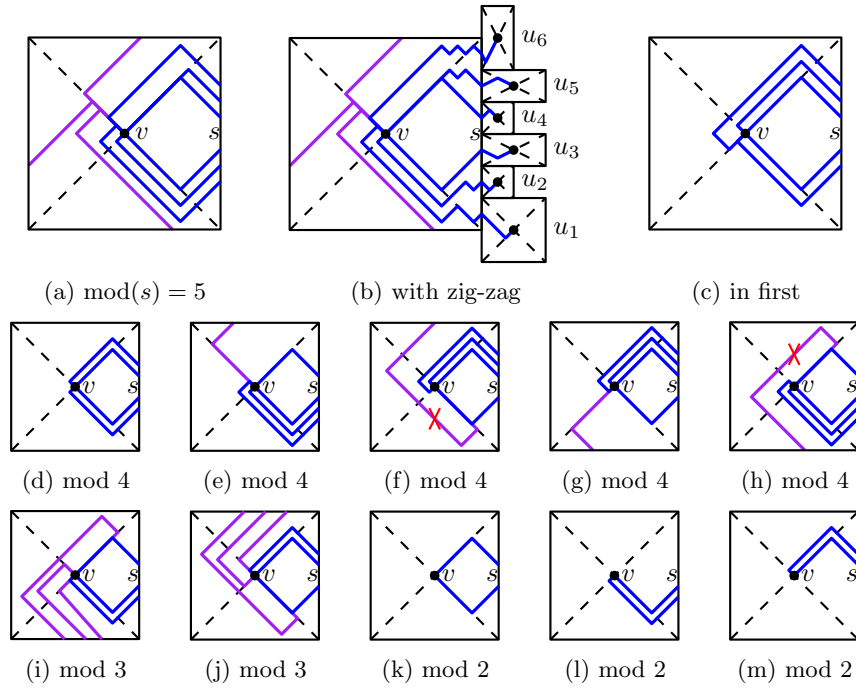 v s
v s u₆
u₅
u₄
u₃
u₂
u₁
v
(a) mod(s) = 5
(b) with zig-zag
(c) in first
v s
v s
v s
v s
v s
(d) mod 4
(e) mod 4
(f) mod 4
(g) mod 4
(h) mod 4
v s
v s
v s
v s
v s
(i) mod 3
(j) mod 3
(k) mod 2
(l) mod 2
(m) mod 2